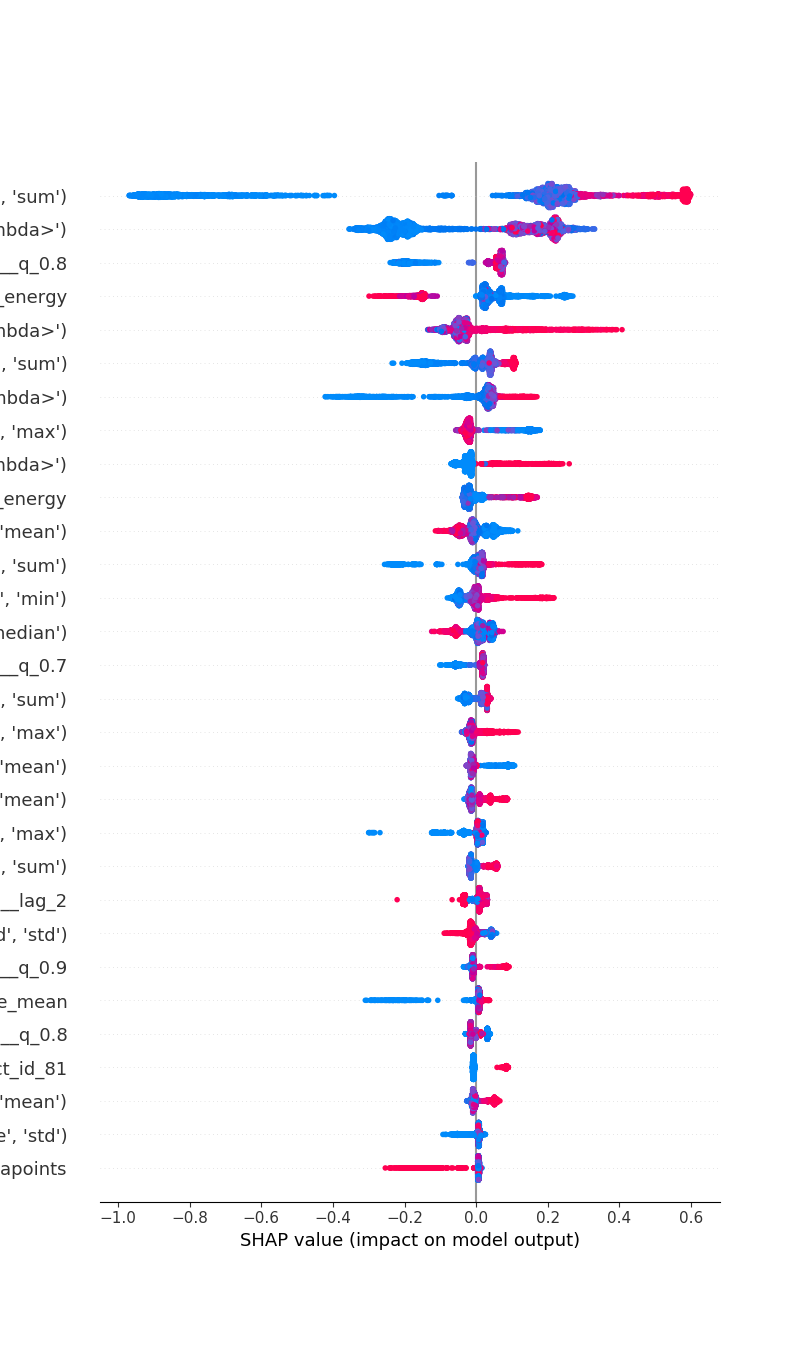 , 'sum')
nbda>')
__q_0.8
_energy
nbda>')
, 'sum')
nbda>')
, 'max')
nbda>')
_energy
'mean')
, 'sum')
', 'min')
nedian')
__q_0.7
, 'sum')
, 'max')
'mean')
'mean')
, 'max')
, 'sum')
__lag_2
d', 'std')
__q_0.9
e_mean
__q_0.8
ct_id_81
'mean')
e', 'std')
apoints
−1.0 −0.8 −0.6 −0.4 −0.2 0.0 0.2 0.4 0.6
SHAP value (impact on model output)